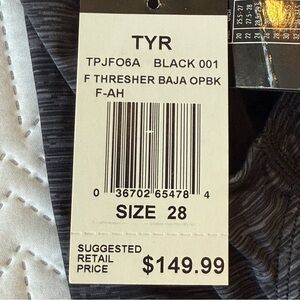 TYR
TPJFO6A BLACK 001
F THRESHER BAJA OPBK
F-AH
0 36702 65478 4
SIZE 28
SUGGESTED
RETAIL
PRICE $149.99